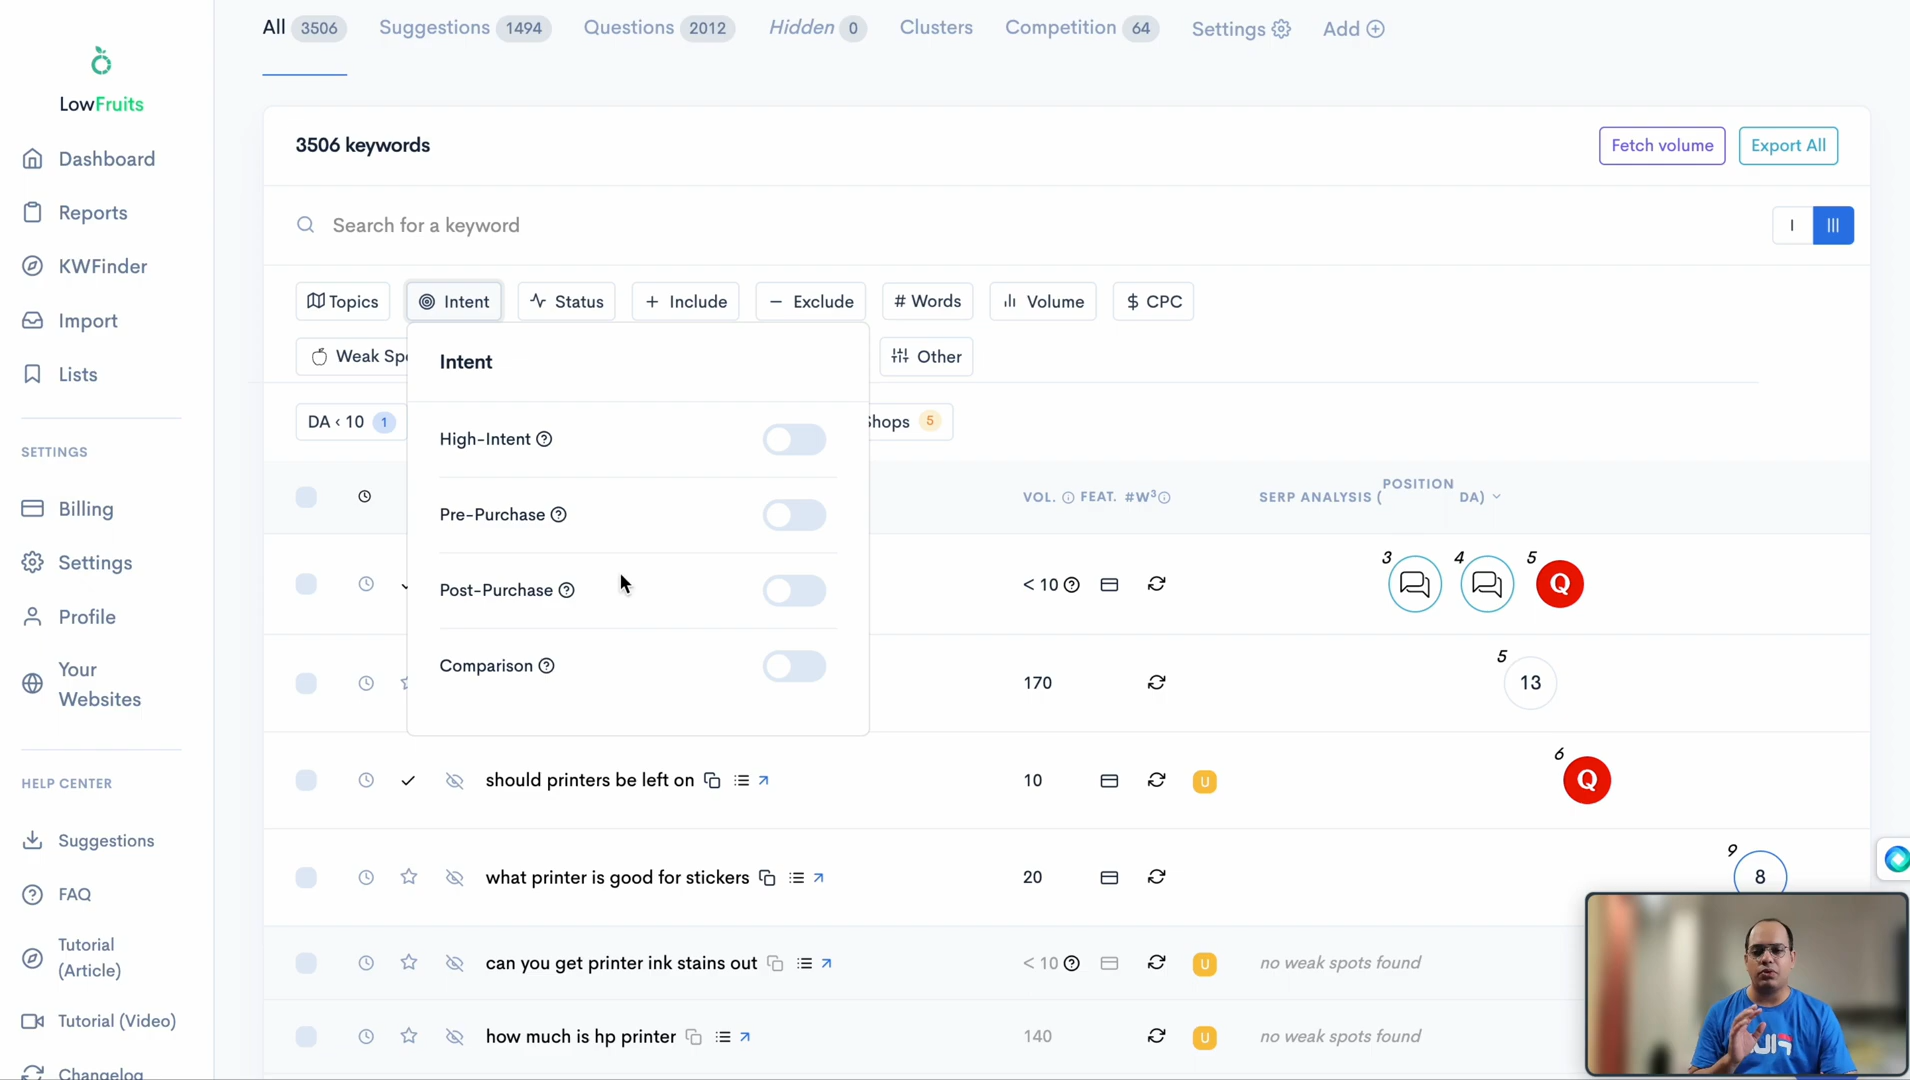 All 3506 Suggestions 1494 Questions 2012 Hidden 0 Clusters Competition 64 Settings Add
LowFruits
Dashboard
Reports
KWFinder
Import
Lists
SETTINGS
Billing
Settings
Profile
Your
Websites
HELP CENTER
Suggestions
FAQ
Tutorial
(Article)
Tutorial (Video)
Changelog
3506 keywords
Fetch volume Export All
Search for a keyword
Topics Intent Status + Include − Exclude # Words Volume $ CPC
Weak Spo Other
DA < 10 1 Shops 5
Intent
High-Intent ?
Pre-Purchase ?
Post-Purchase ?
Comparison ?
VOL. FEAT. #W³ SERP ANALYSIS ( POSITION DA)
< 10 ? 3 4 5 Q
170 5 13
should printers be left on 10 U 6 Q
what printer is good for stickers 20 9 8
can you get printer ink stains out < 10 ? U no weak spots found
how much is hp printer 140 U no weak spots found